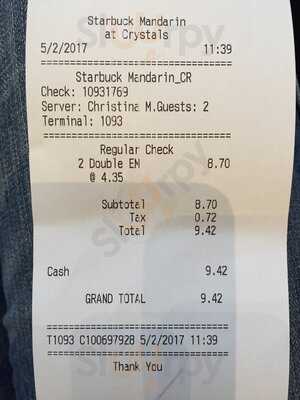 Starbuck Mandarin
at Crystals
5/2/2017 11:39
Starbuck Mandarin_CR
Check: 10931769
Server: Christina M.Guests: 2
Terminal: 1093
Regular Check
2 Double EM 8.70
@ 4.35
Subtotal 8.70
Tax 0.72
Total 9.42
Cash 9.42
GRAND TOTAL 9.42
T1093 C100697928 5/2/2017 11:39
Thank You